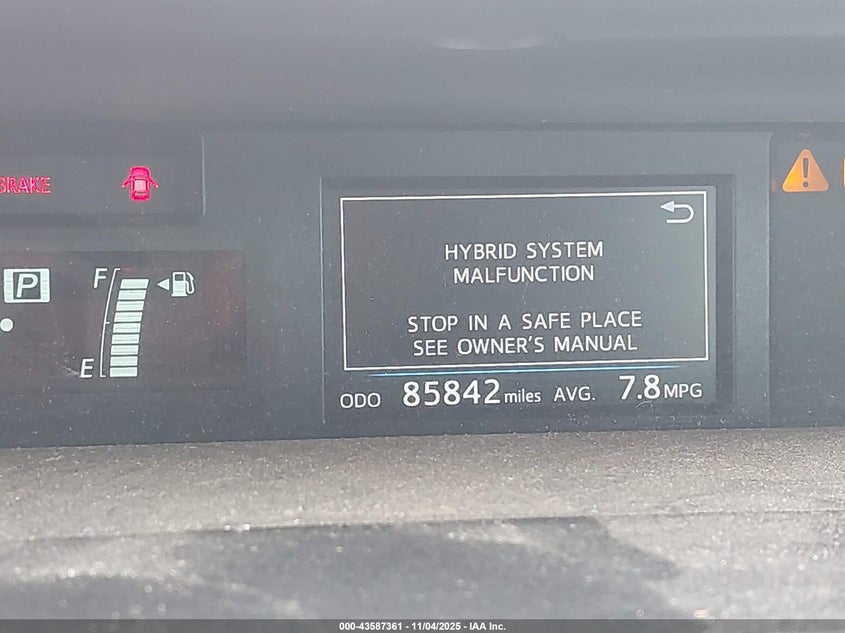 BRAKE
HYBRID SYSTEM
MALFUNCTION
STOP IN A SAFE PLACE
SEE OWNER'S MANUAL
P
F
E
ODO 85842 miles AVG. 7.8 MPG
000-43587361 - 11/04/2025 - IAA Inc.